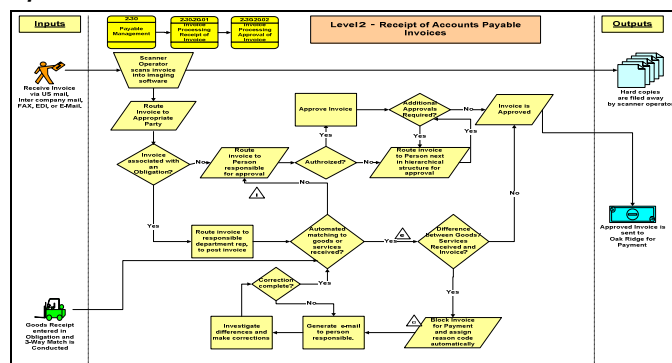 Inputs
230
Payable
Management
2302001
Invoice
Processing
Receipt of
Invoice
2302002
Invoice
Processing
Approval of
Invoice
Level 2 - Receipt of Accounts Payable
Invoices
Outputs
Receive Invoice
via US mail,
Inter company mail,
FAX, EDI, or E-Mail.
Scanner
Operator
scans invoice
into imaging
software
Hard copies
are filed away
by scanner operator
Route
Invoice to
Appropriate
Party
Approve Invoice
Additional
Approvals
Required?
No
Invoice is
Approved
Yes
Yes
Yes
Invoice
associated with
an
Obligation?
No
Route
invoice to
Person
responsible
for approval
Authroized?
No
Route invoice
to Person next
in hierarchical
structure for
approval
No
No
Yes
Route invoice to
responsible
department rep,
to post invoice
Automated
matching to
goods or
services
received?
Yes
Difference
between Goods/
Services
Received and
Invoice?
Approved Invoice is
sent to
Oak Ridge for
Payment
Correction
complete?
Yes
Yes
No
Goods Receipt
entered in
Obligation and
3-Way Match is
Conducted
Investigate
differences and
make corrections
Generate e-mail
to person
responsible.
Block Invoice
for Payment
and assign
reason code
automatically